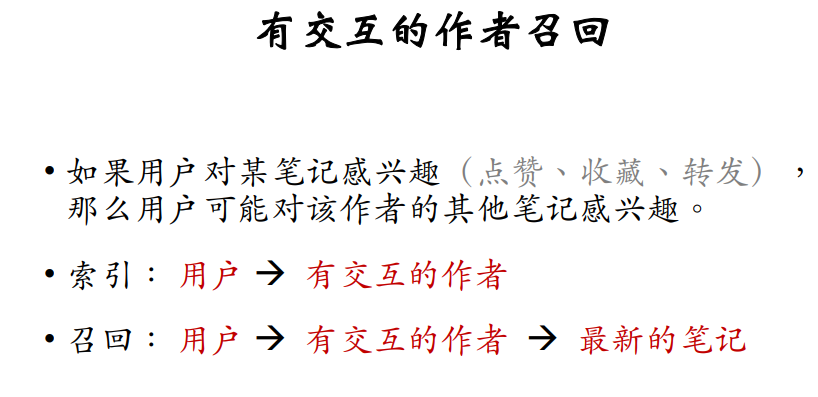 有交互的作者召回
• 如果用户对某笔记感兴趣（点赞、收藏、转发），
那么用户可能对该作者的其他笔记感兴趣。
• 索引：用户 → 有交互的作者
• 召回：用户 → 有交互的作者 → 最新的笔记